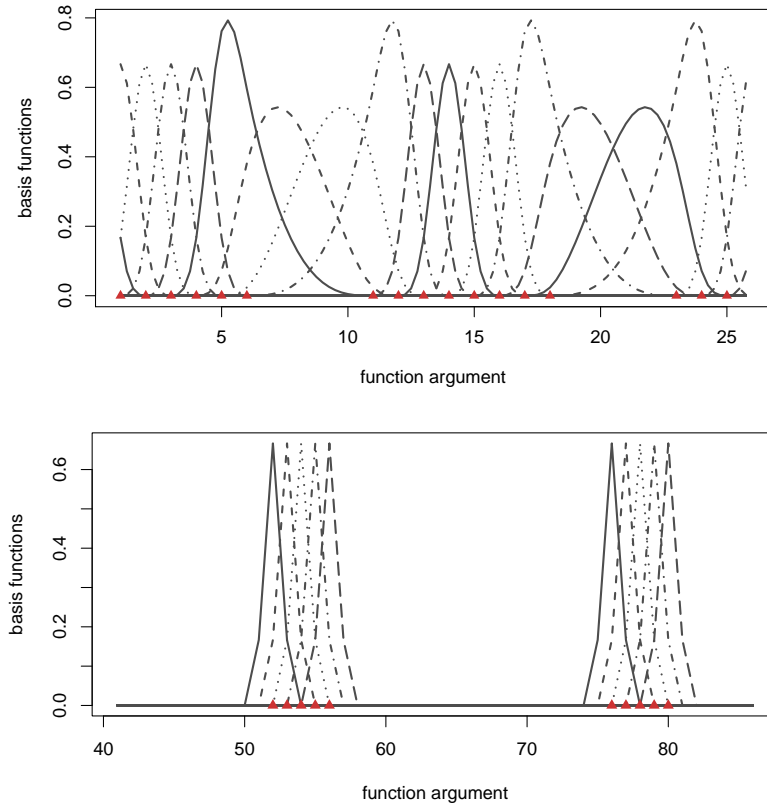 basis functions
0.0 0.2 0.4 0.6 0.8
5 10 15 20 25
function argument
basis functions
0.0 0.2 0.4 0.6
40 50 60 70 80
function argument